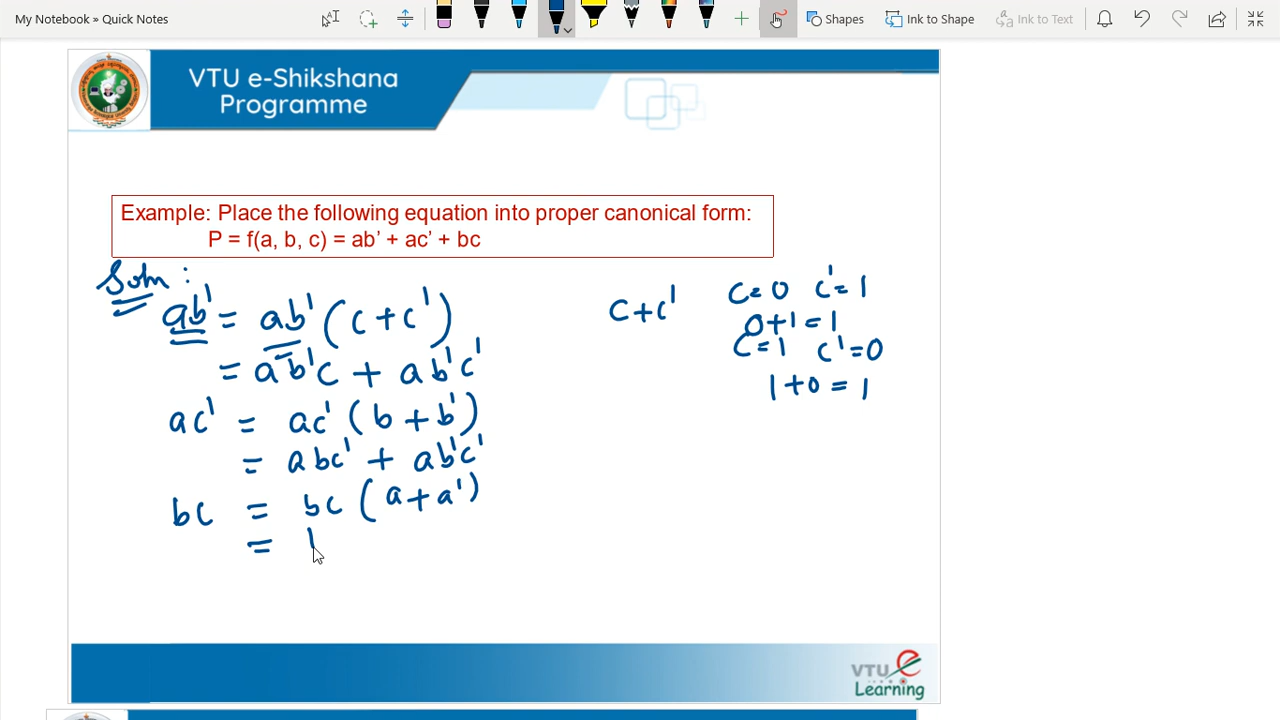 My Notebook » Quick Notes
Shapes
Ink to Shape
Ink to Text
VTU e-Shikshana
Programme
Example: Place the following equation into proper canonical form:
P = f(a, b, c) = ab’ + ac’ + bc
Soln :
ab' = ab' (c + c')
= ab'c + ab'c'
ac' = ac' (b + b')
= abc' + ab'c'
bc = bc (a + a')
=
c+c'
c=0 c'=1
0+1=1
c=1 c'=0
1+0=1
VTU e
Learning